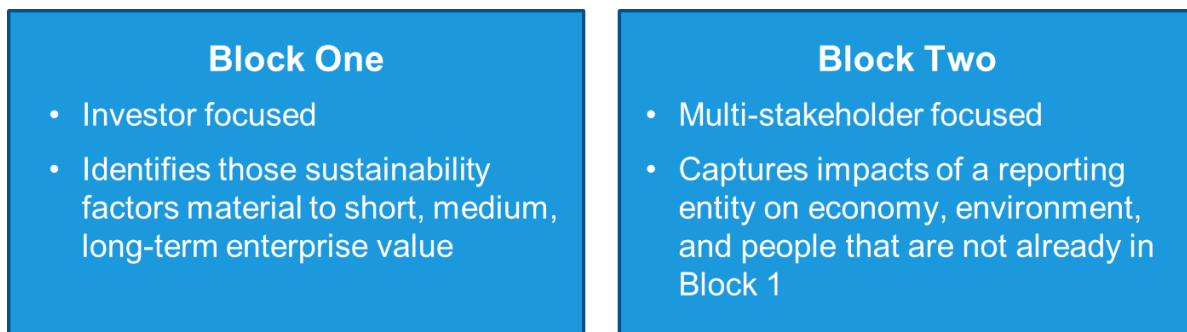 Block One
• Investor focused
• Identifies those sustainability
factors material to short, medium,
long-term enterprise value
Block Two
• Multi-stakeholder focused
• Captures impacts of a reporting
entity on economy, environment,
and people that are not already in
Block 1